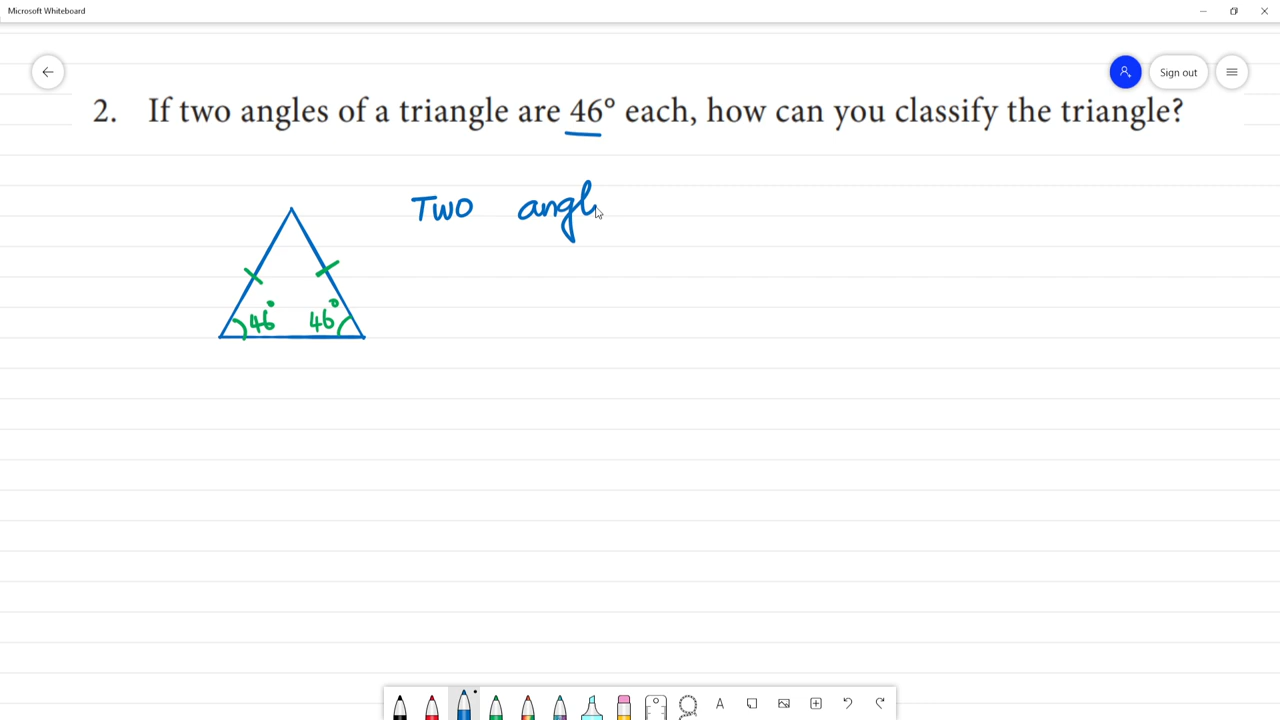 Microsoft Whiteboard
Sign out
2. If two angles of a triangle are 46° each, how can you classify the triangle?
Two angl
46° 46°
A